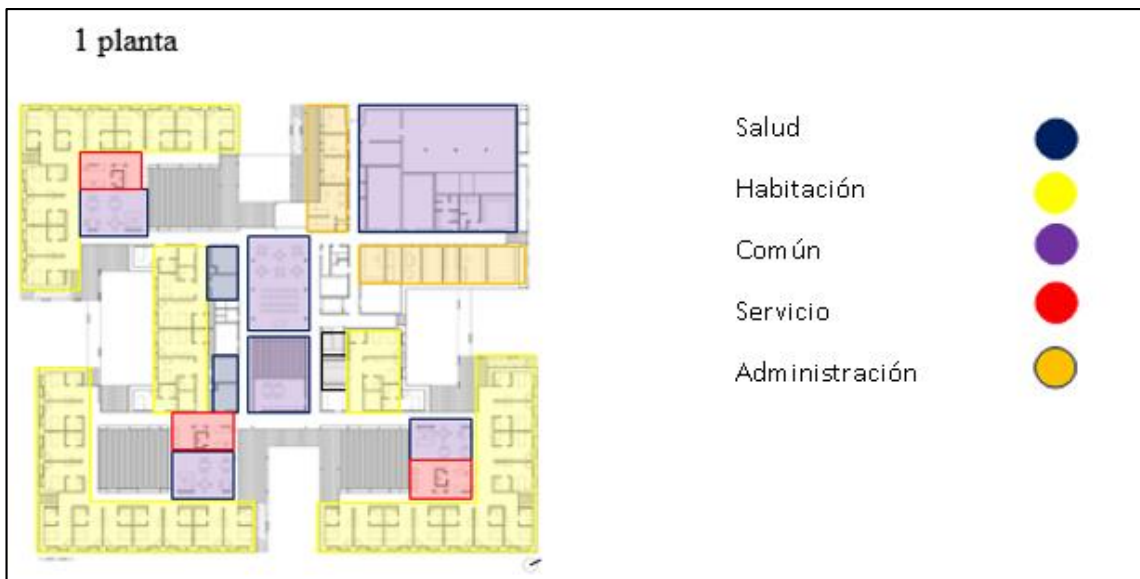 1 planta
Salud
Habitación
Común
Servicio
Administración